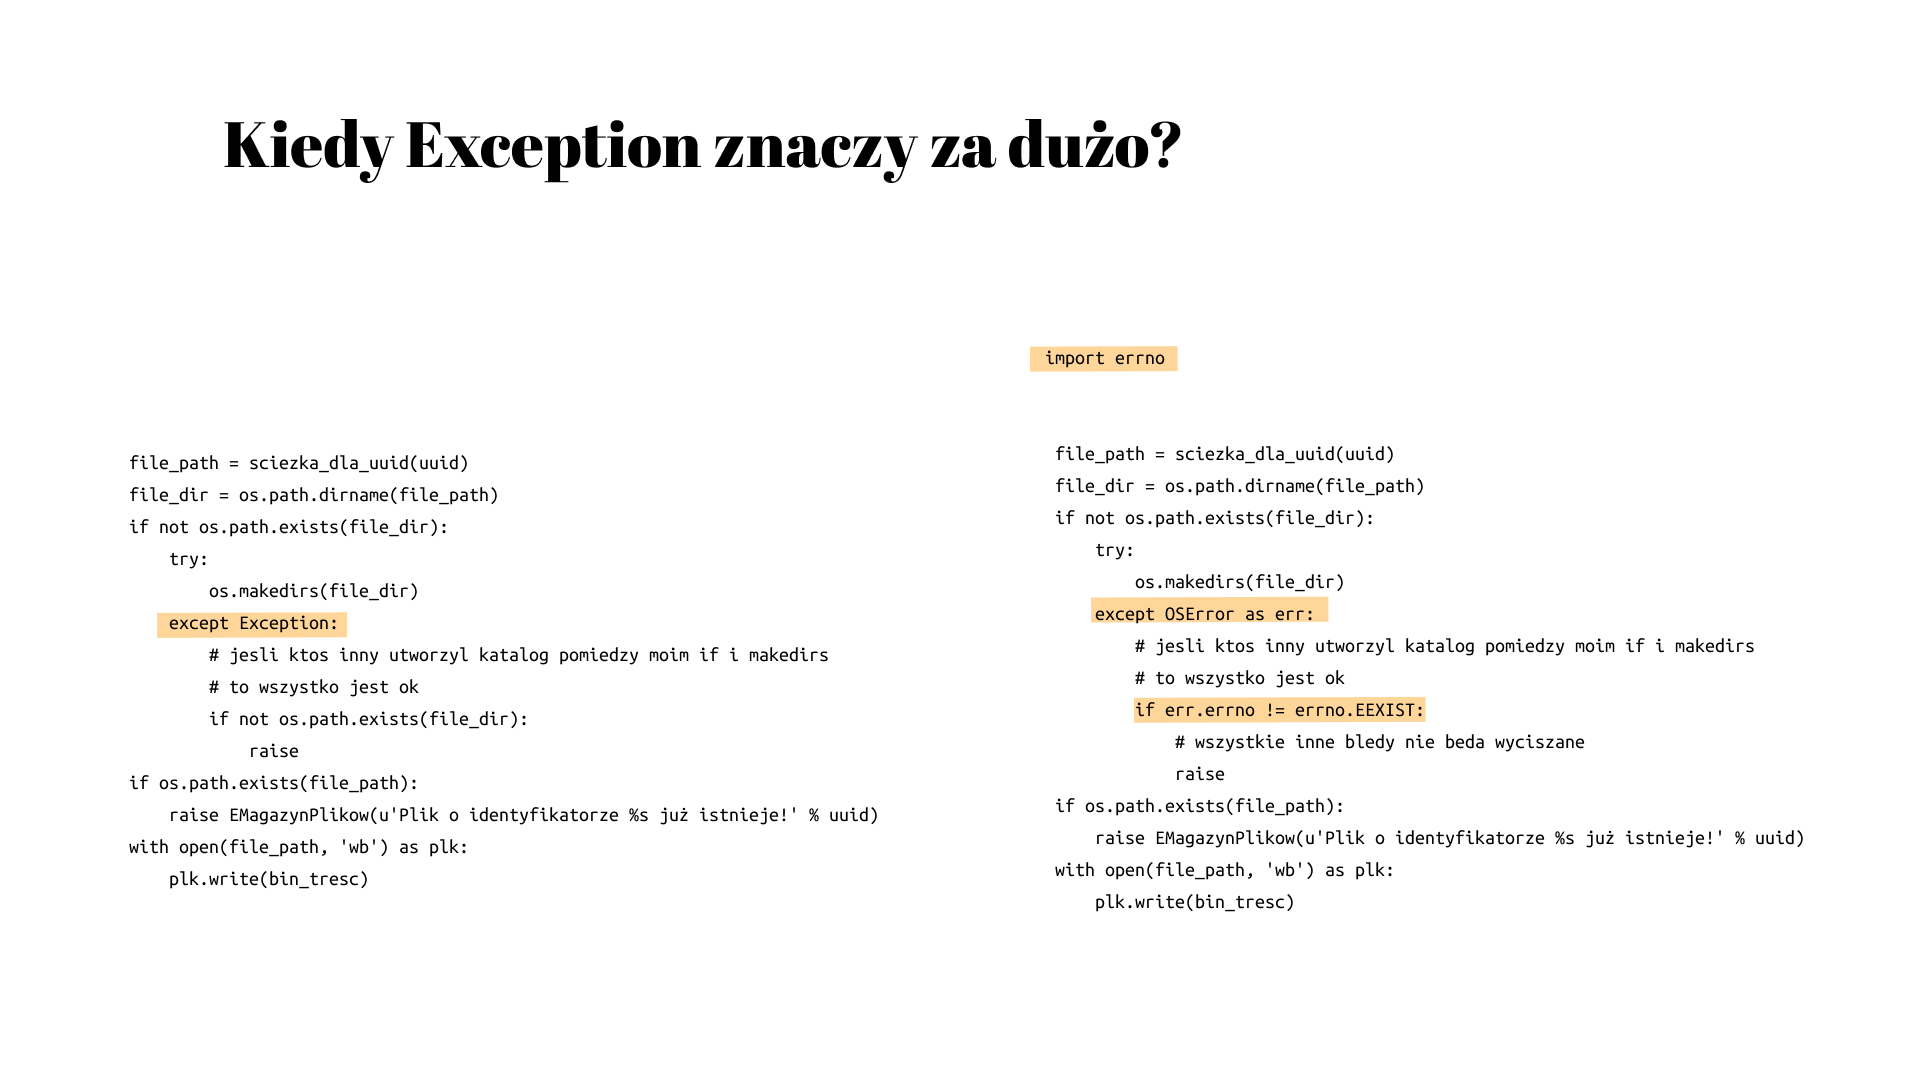 Kiedy Exception znaczy za dużo?
file_path = sciezka_dla_uuid(uuid)
file_dir = os.path.dirname(file_path)
if not os.path.exists(file_dir):
    try:
        os.makedirs(file_dir)
    except Exception:
        # jesli ktos inny utworzyl katalog pomiedzy moim if i makedirs
        # to wszystko jest ok
        if not os.path.exists(file_dir):
            raise
if os.path.exists(file_path):
    raise EMagazynPlikow(u'Plik o identyfikatorze %s już istnieje!' % uuid)
with open(file_path, 'wb') as plk:
    plk.write(bin_tresc)
import errno
file_path = sciezka_dla_uuid(uuid)
file_dir = os.path.dirname(file_path)
if not os.path.exists(file_dir):
    try:
        os.makedirs(file_dir)
    except OSError as err:
        # jesli ktos inny utworzyl katalog pomiedzy moim if i makedirs
        # to wszystko jest ok
        if err.errno != errno.EEXIST:
            # wszystkie inne bledy nie beda wyciszane
            raise
if os.path.exists(file_path):
    raise EMagazynPlikow(u'Plik o identyfikatorze %s już istnieje!' % uuid)
with open(file_path, 'wb') as plk:
    plk.write(bin_tresc)